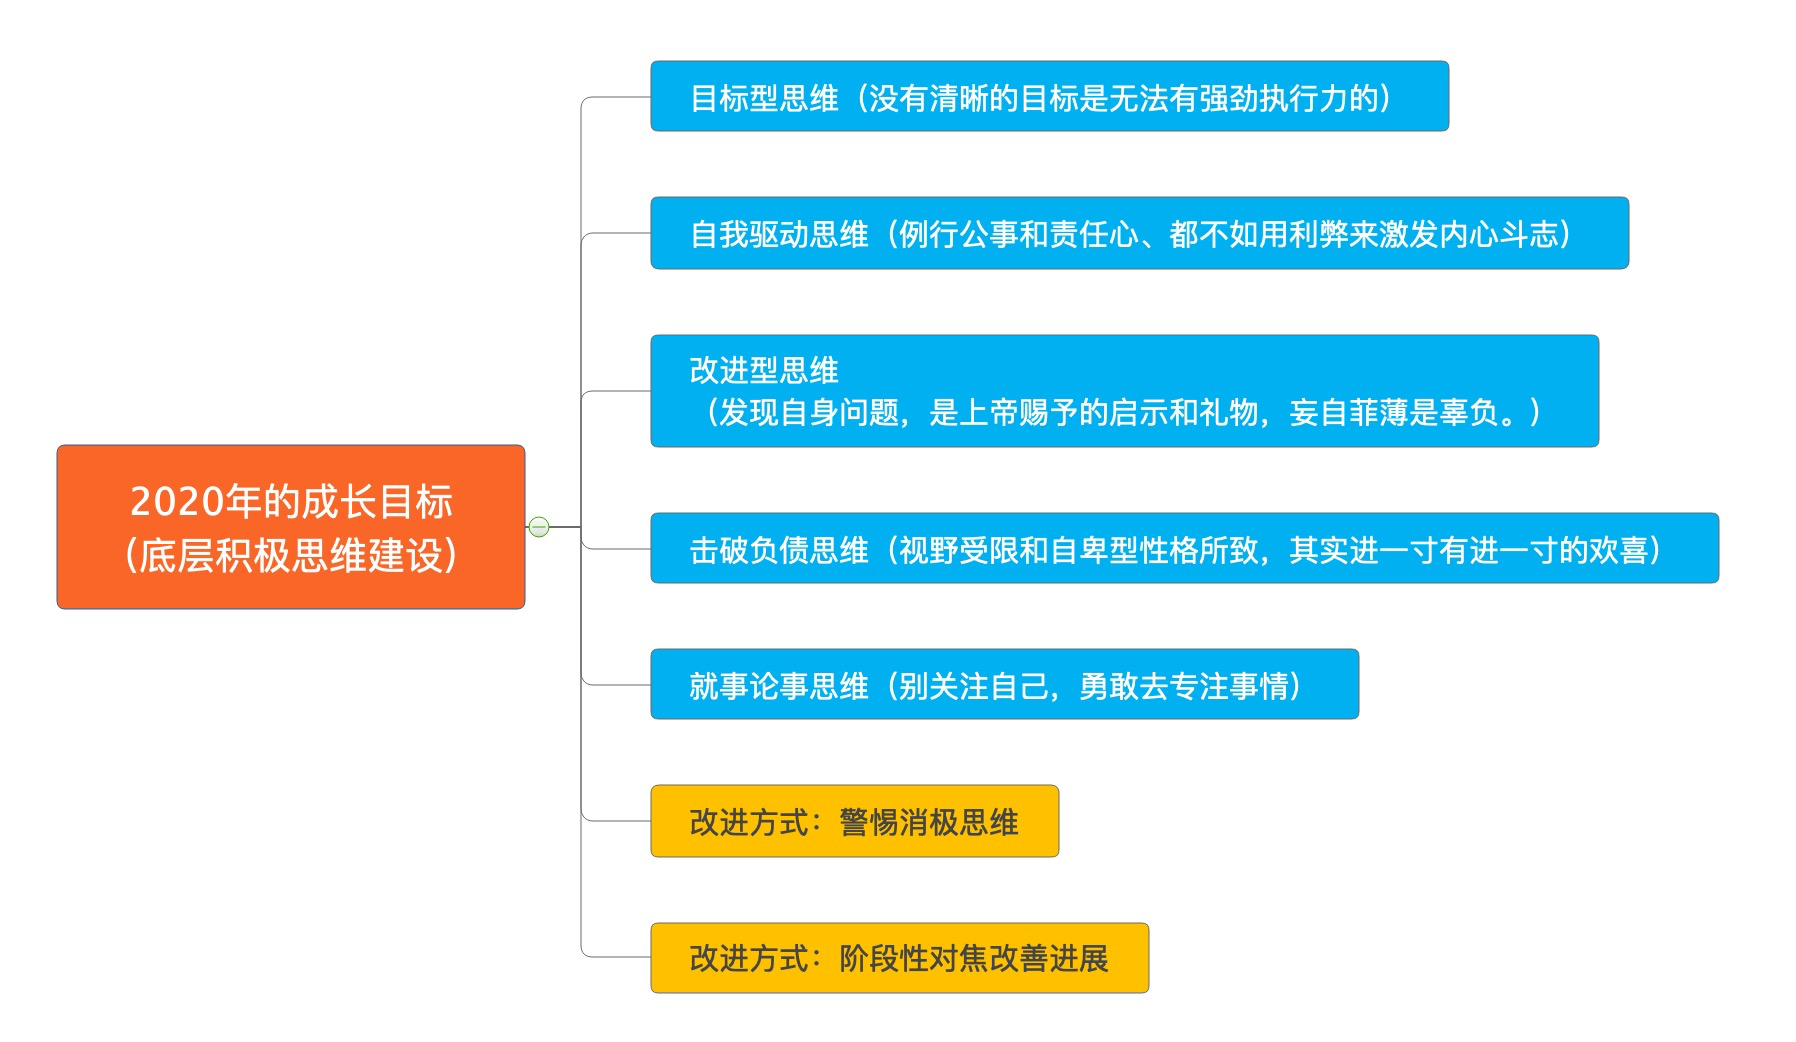 目标型思维（没有清晰的目标是无法有强劲执行力的）
自我驱动思维（例行公事和责任心、都不如用利弊来激发内心斗志）
改进型思维
（发现自身问题，是上帝赐予的启示和礼物，妄自菲薄是辜负。）
2020年的成长目标
(底层积极思维建设)
击破负债思维（视野受限和自卑型性格所致，其实进一寸有进一寸的欢喜）
就事论事思维（别关注自己，勇敢去专注事情）
改进方式：警惕消极思维
改进方式：阶段性对焦改善进展